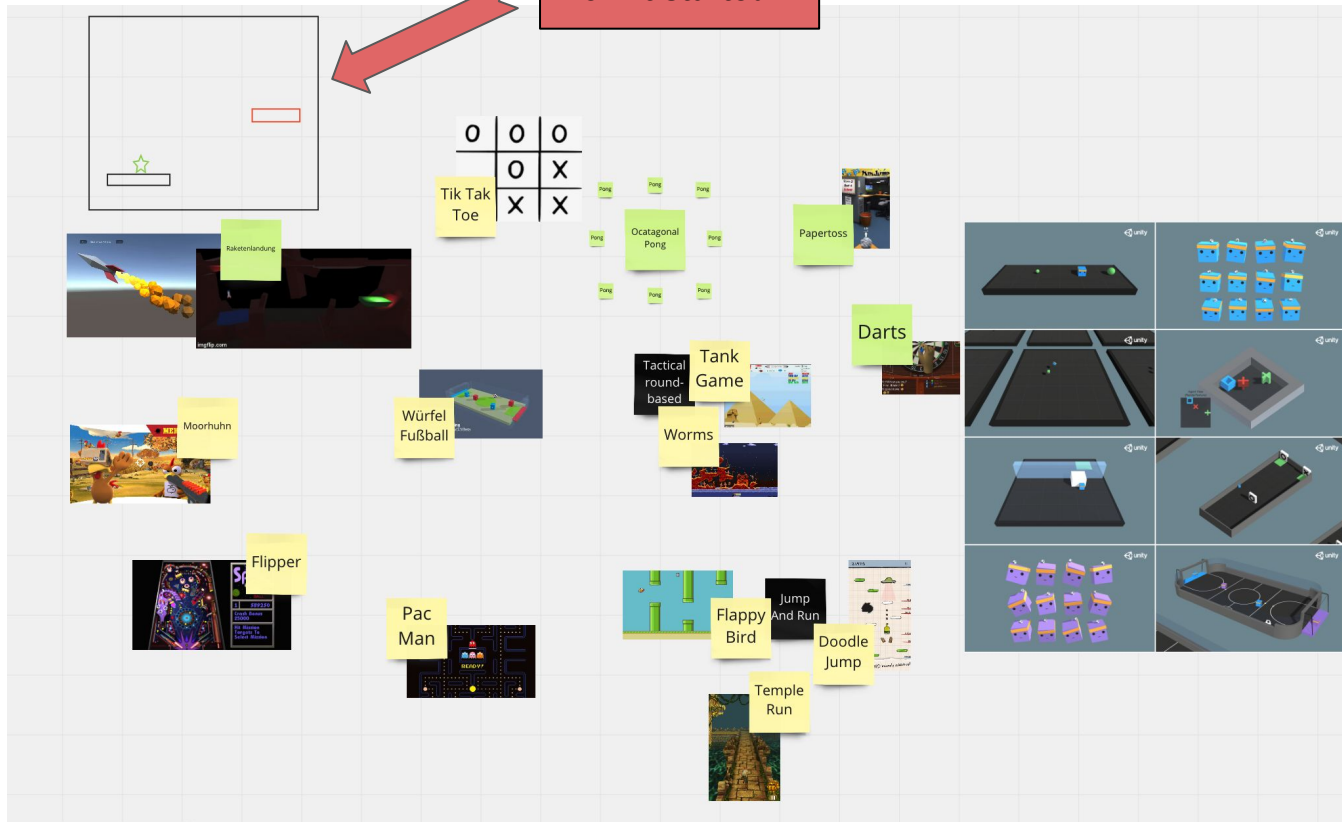 O O O
O X
X X
Tik Tak
Toe
Pong
Pong
Pong
Pong
Ocatagonal
Pong
Pong
Pong
Pong
Pong
Papertoss
Raketenlandung
imgflip.com
Darts
Tactical
round-
based
Tank
Game
Worms
Würfel
Fußball
Moorhuhn
Flipper
Pac
Man
READY!
Flappy
Bird
Jump
And Run
Doodle
Jump
Temple
Run
unity
unity
unity
unity
unity
unity
unity
unity